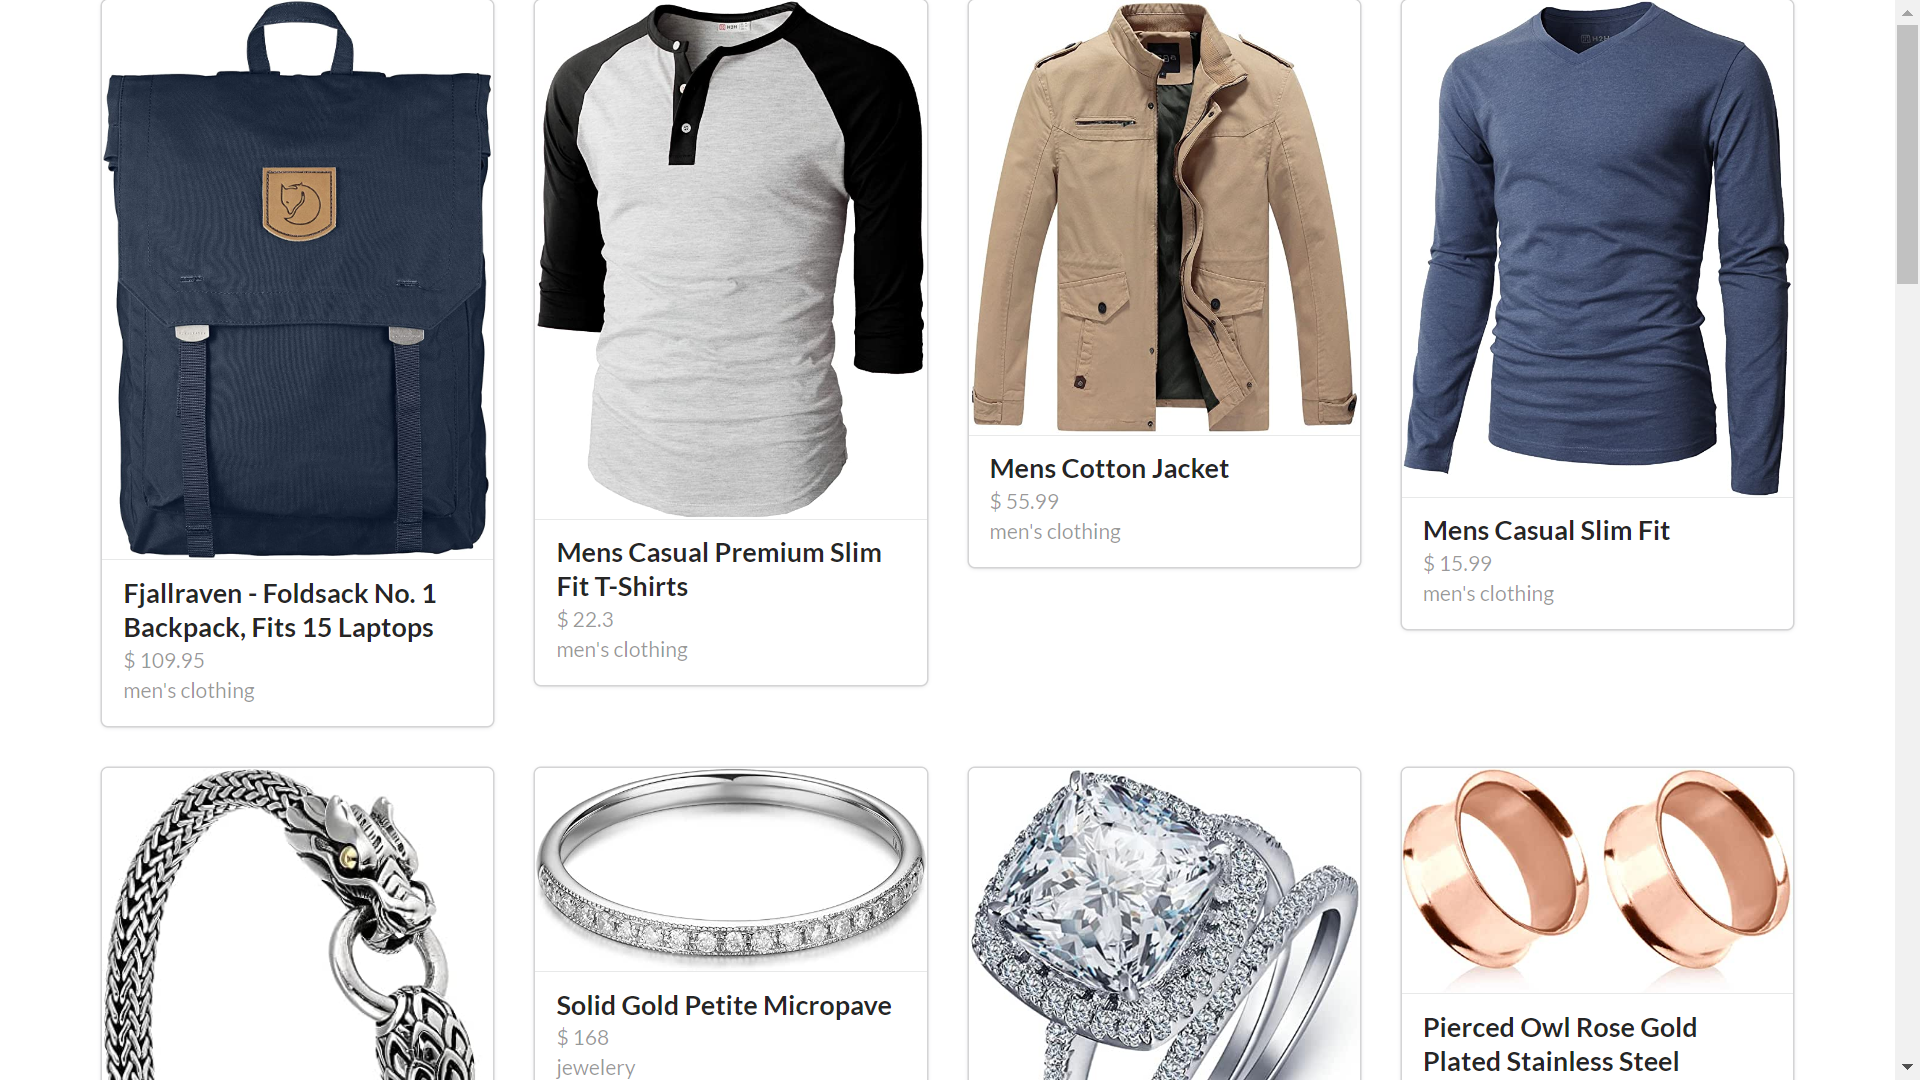 H2H
H2H
Mens Cotton Jacket
$ 55.99
men's clothing
Mens Casual Slim Fit
$ 15.99
men's clothing
Mens Casual Premium Slim
Fit T-Shirts
$ 22.3
men's clothing
Fjallraven - Foldsack No. 1
Backpack, Fits 15 Laptops
$ 109.95
men's clothing
Solid Gold Petite Micropave
$ 168
jewelery
Pierced Owl Rose Gold
Plated Stainless Steel